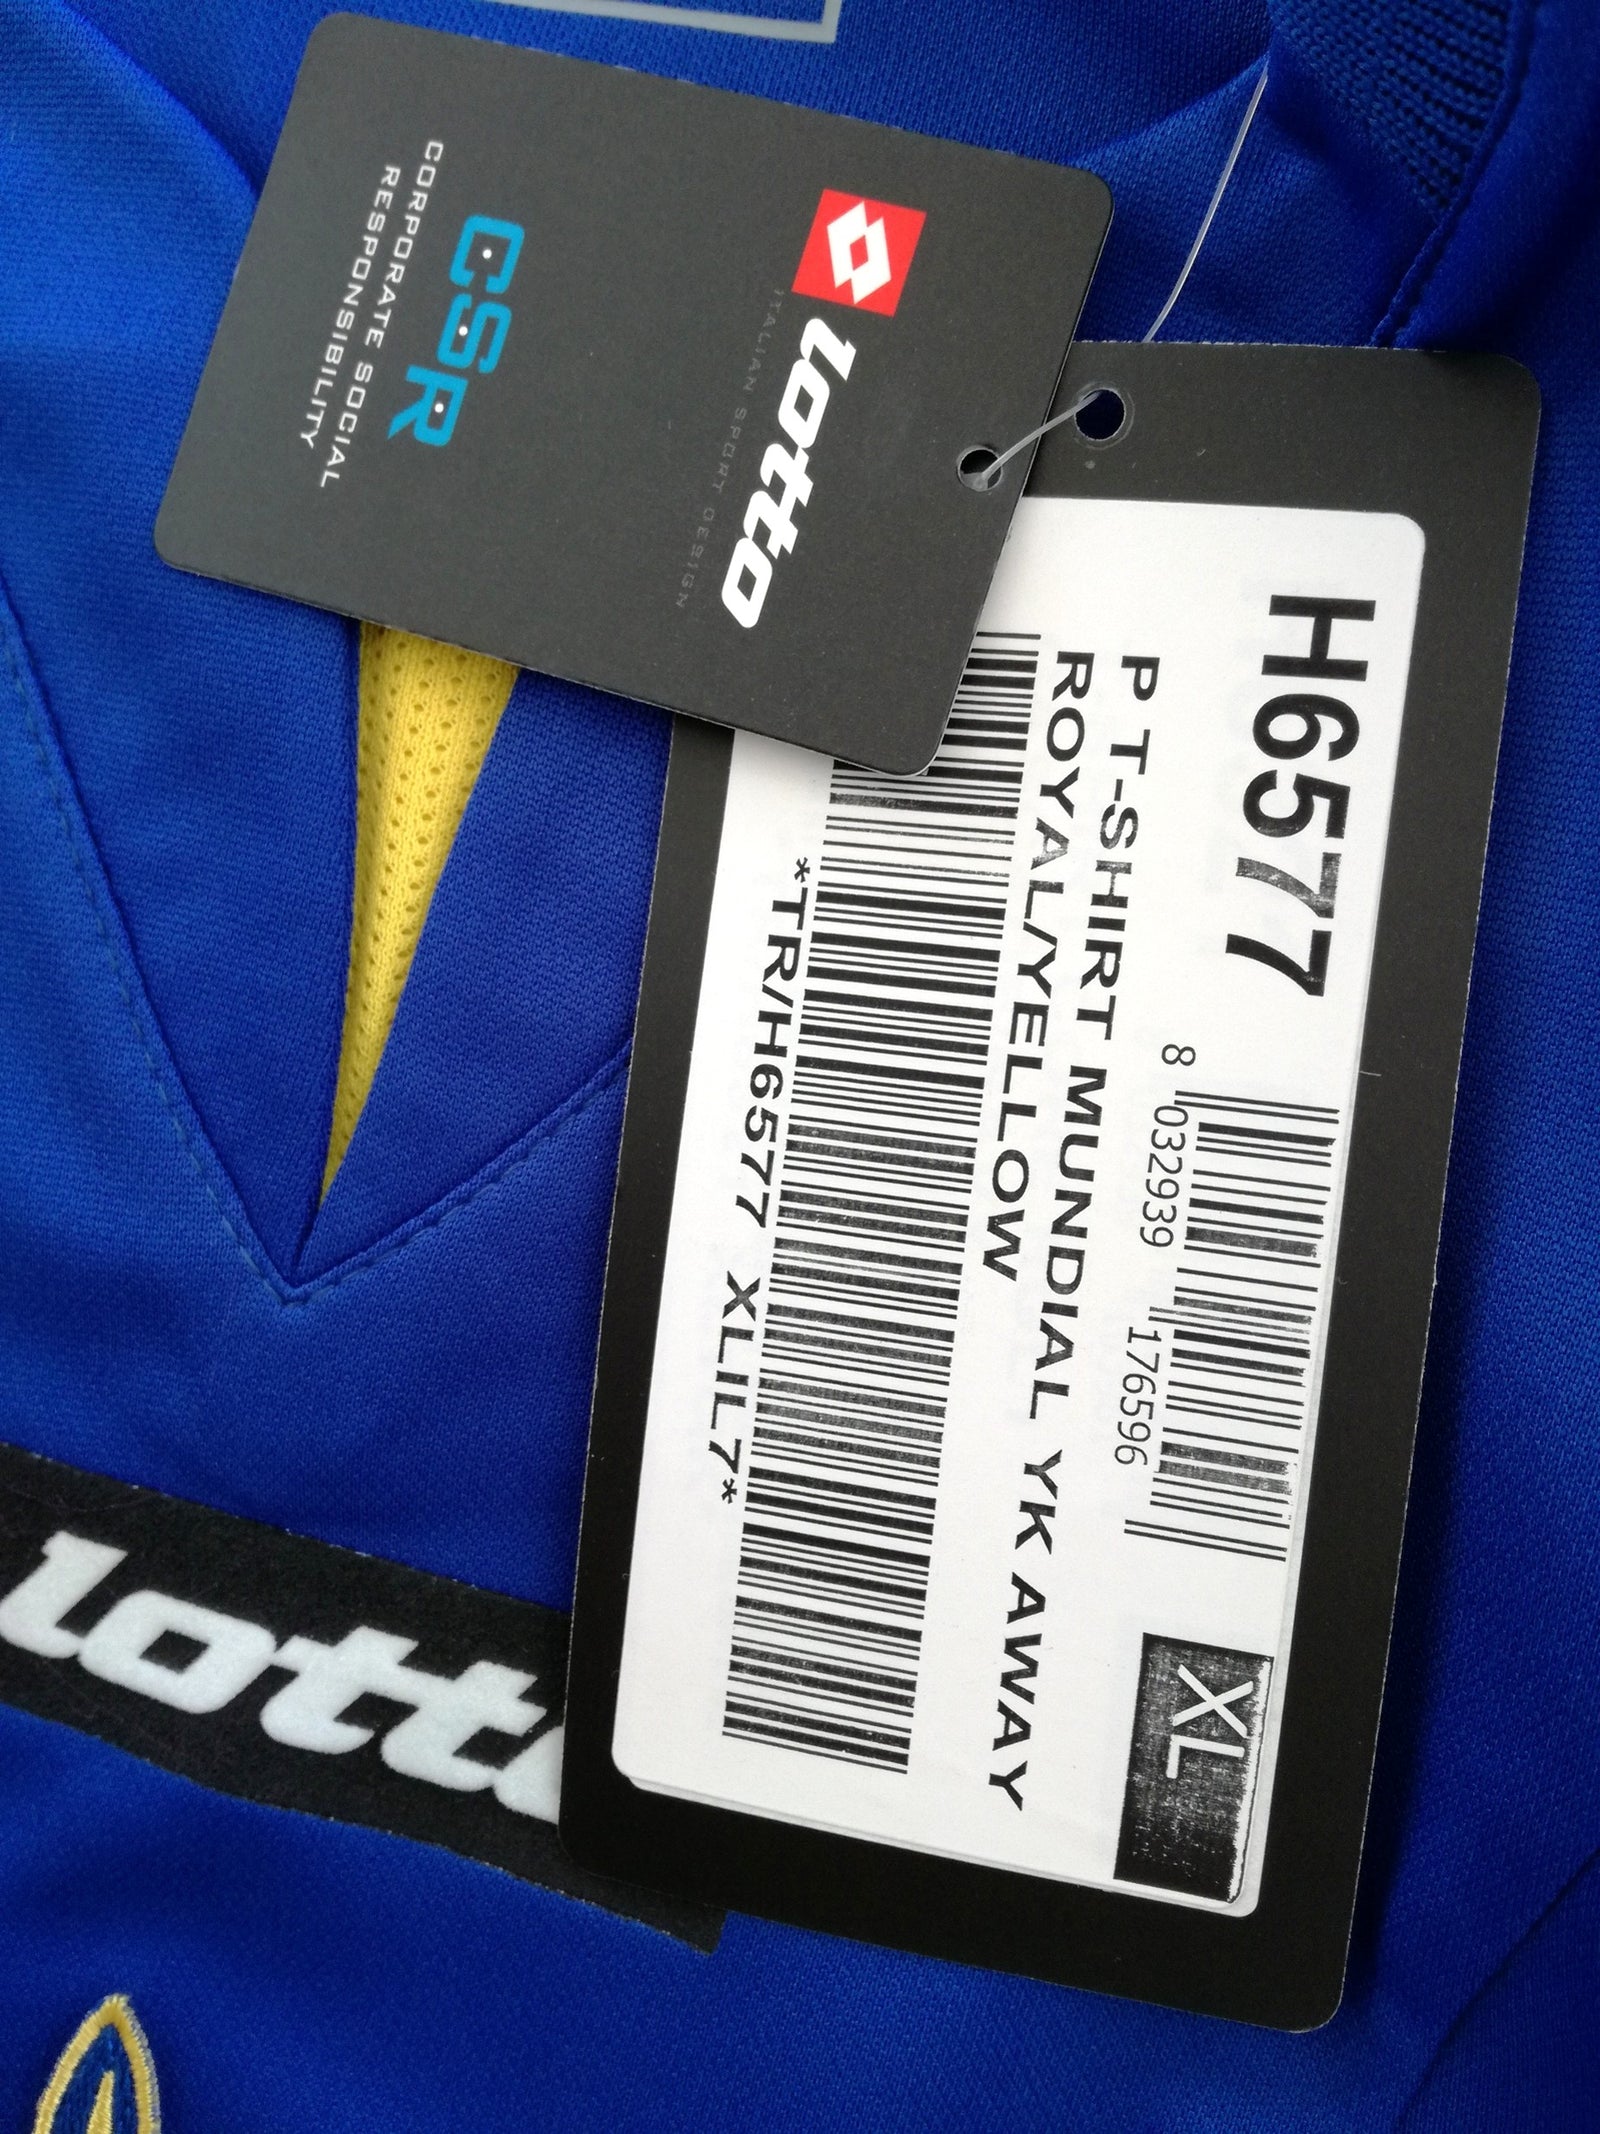 lotto
ITALIAN SPORT DESIGN
CSR
CORPORATE SOCIAL
RESPONSIBILITY
H6577
8 032939 176596
XL
P T-SHIRT MUNDIAL YK AWAY
ROYAL/YELLOW
*TR/H6577 XLIL7*
lotto